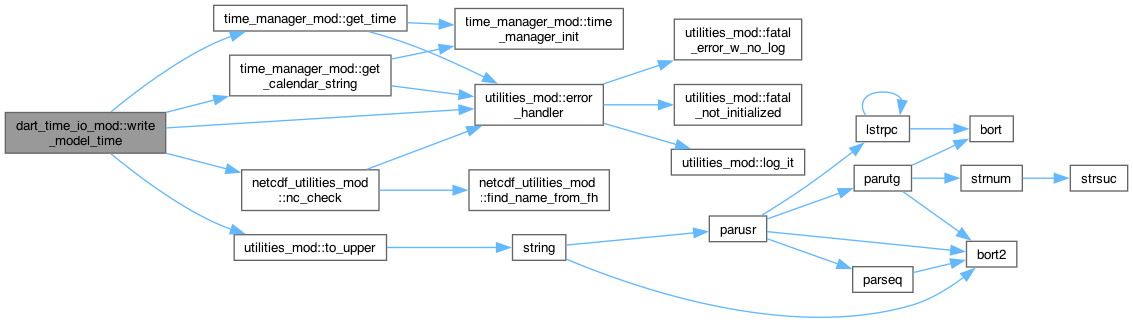 dart_time_io_mod::write
_model_time
time_manager_mod::get_time
time_manager_mod::get
_calendar_string
netcdf_utilities_mod
::nc_check
utilities_mod::to_upper
time_manager_mod::time
_manager_init
utilities_mod::error
_handler
netcdf_utilities_mod
::find_name_from_fh
string
utilities_mod::fatal
_error_w_no_log
utilities_mod::fatal
_not_initialized
utilities_mod::log_it
parusr
lstrpc
parutg
parseq
bort
strnum
bort2
strsuc